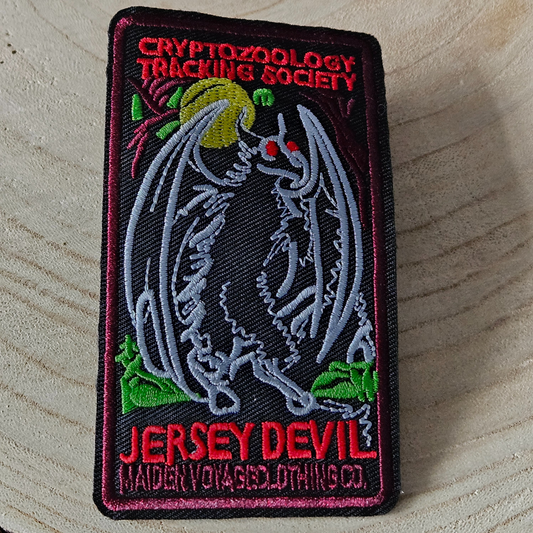 CRYPTOZOOLOGY
TRACKING SOCIETY
JERSEY DEVIL
MAIDEN VOYAGE CLOTHING CO.